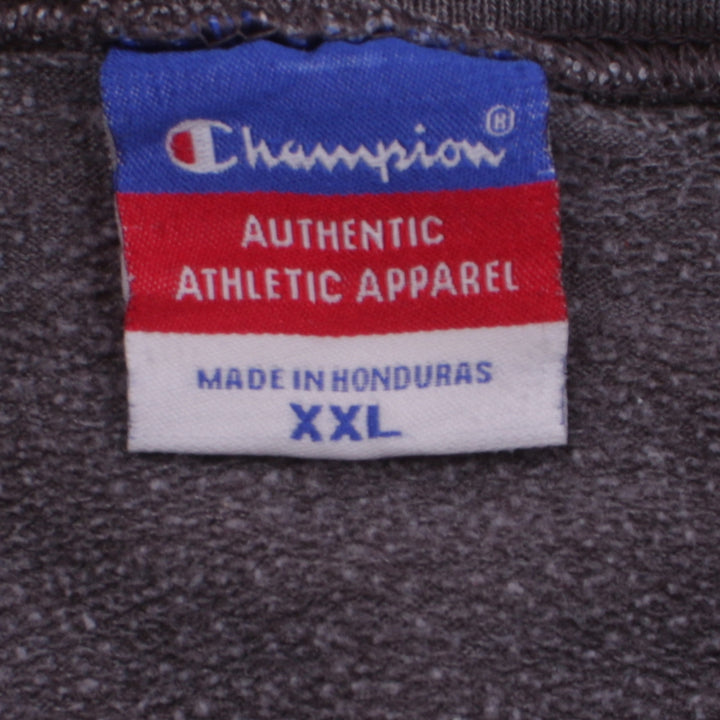 Champion®
AUTHENTIC
ATHLETIC APPAREL
MADE IN HONDURAS
XXL